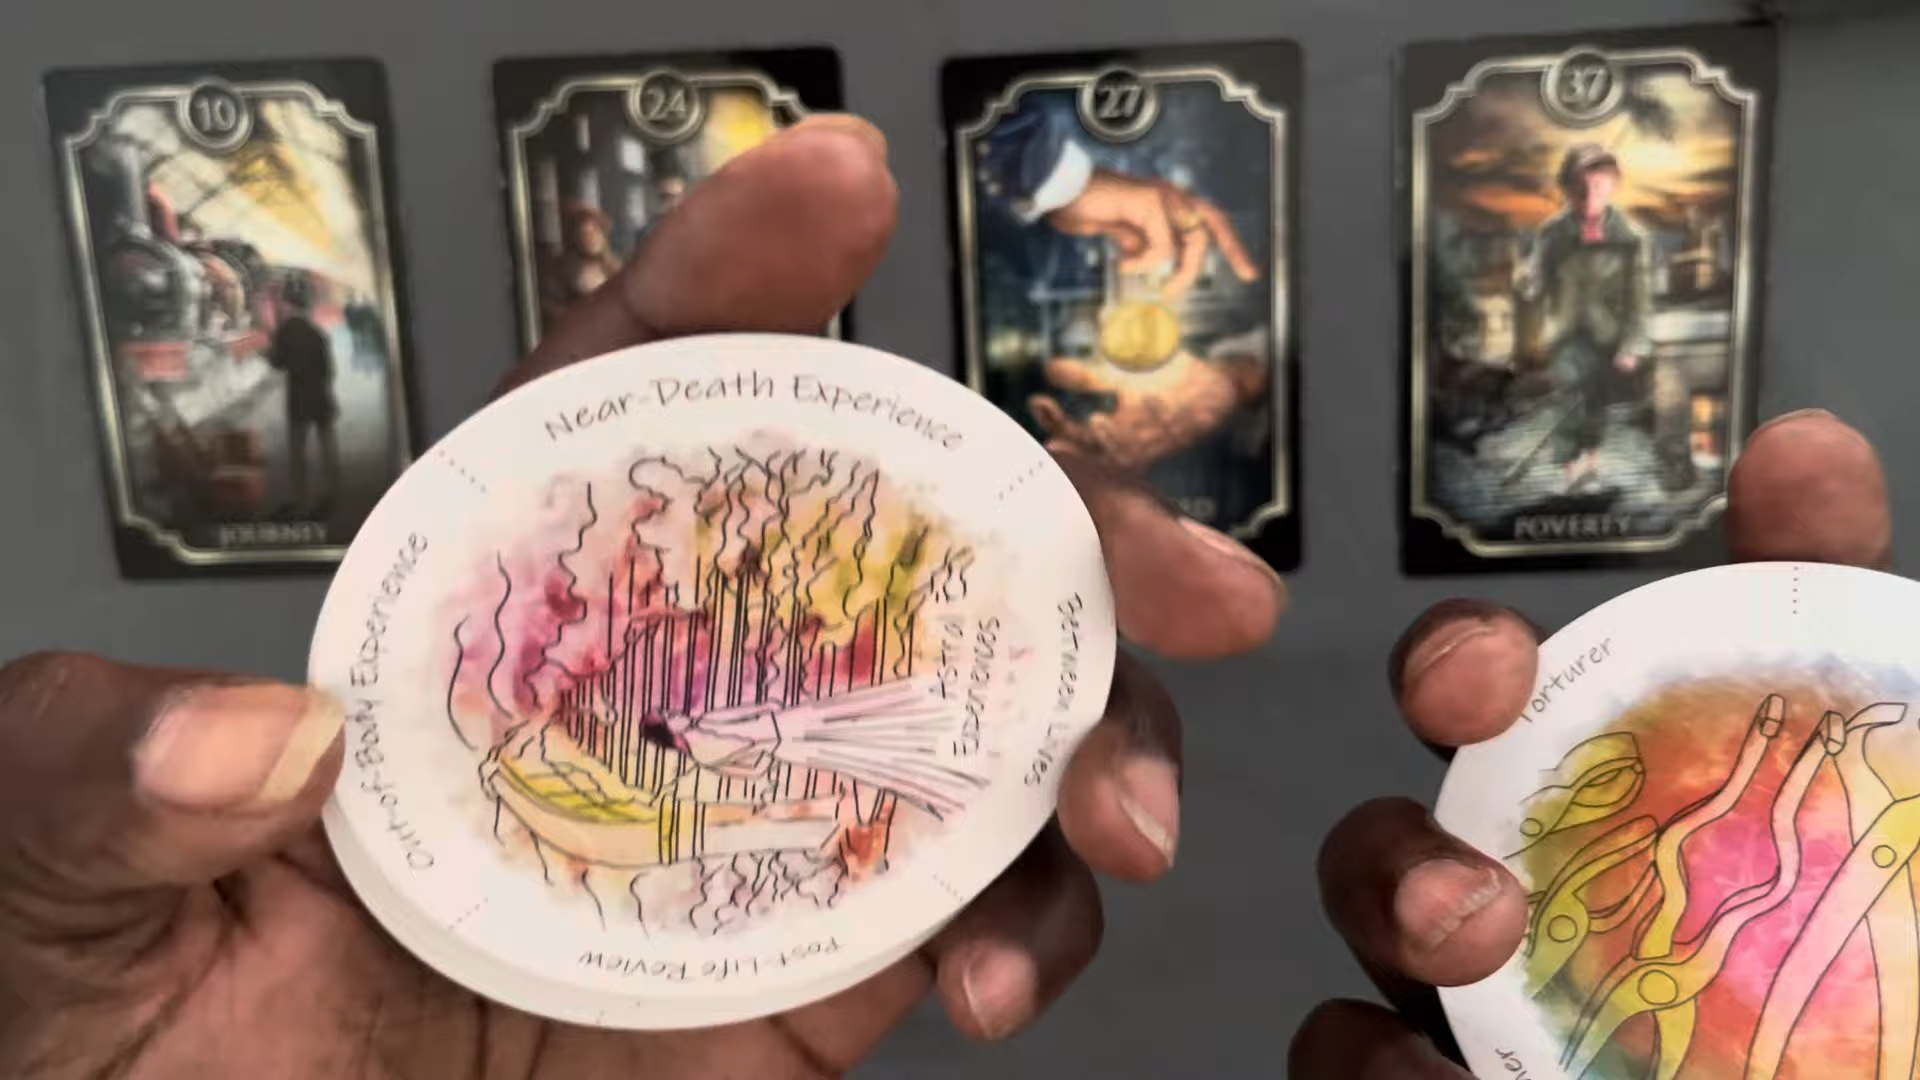 10
24
27
37
JOURNEY
POVERTY
Near-Death Experience
Out-of-Body Experience
Astral
Experiences
Between Lives
Post-Life Review
Torturer